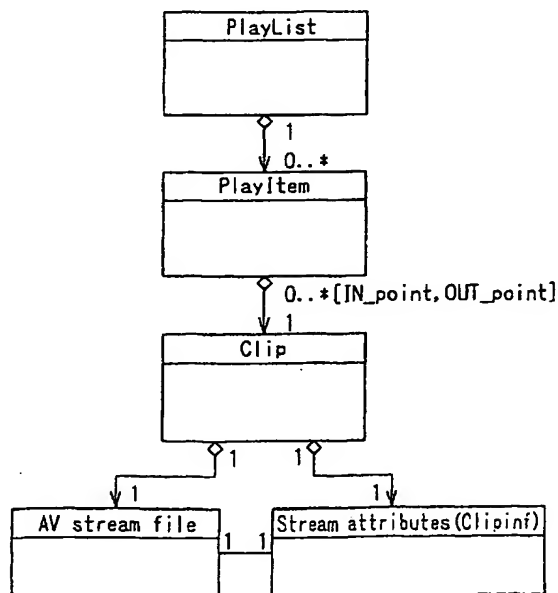 PlayList
1
0..*
PlayItem
0..*[IN_point,OUT_point]
1
Clip
1 1
1 1
AV stream file
Stream attributes(Clipinf)
1 1